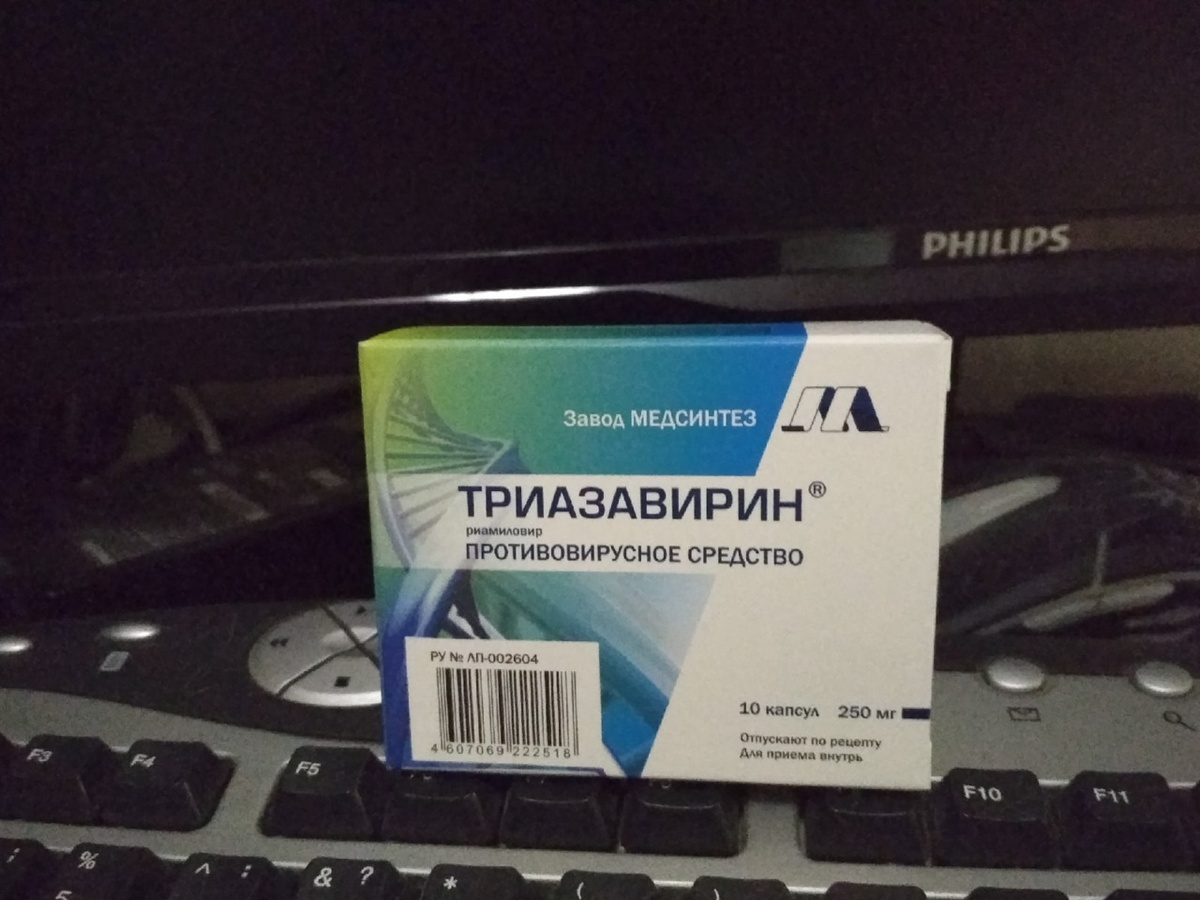 PHILIPS
Завод МЕДСИНТЕЗ
ТРИАЗАВИРИН®
риамиловир
ПРОТИВОВИРУСНОЕ СРЕДСТВО
РУ № ЛП-002604
4 607069 222518
10 капсул 250 мг
Отпускают по рецепту
Для приема внутрь
F3
F4
F5
F10
F11
% ^ : & ? * ( )
5